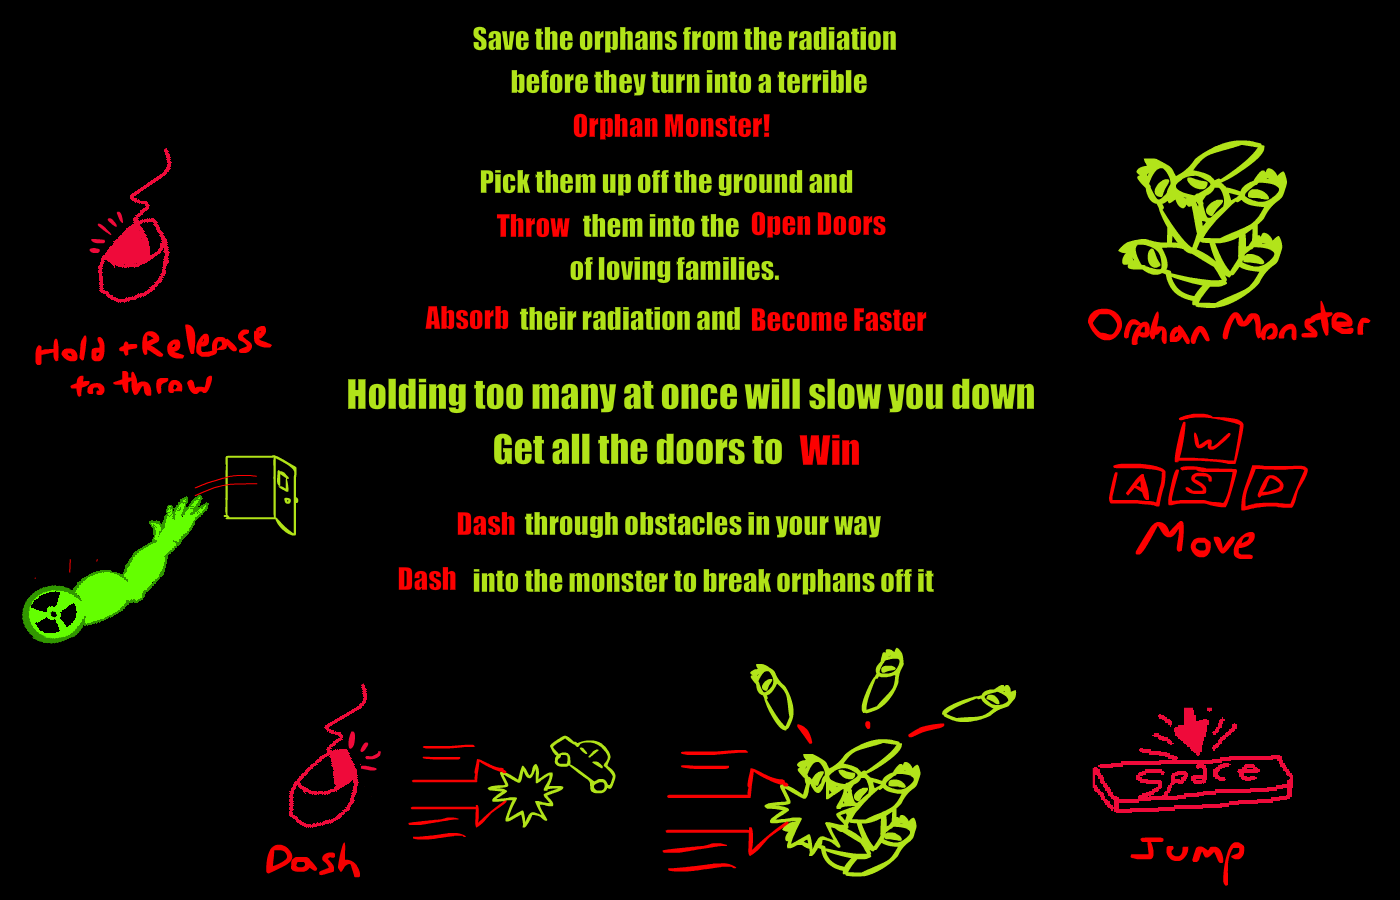 Save the orphans from the radiation
before they turn into a terrible
Orphan Monster!
Pick them up off the ground and
Throw them into the Open Doors
of loving families.
Absorb their radiation and Become Faster
Hold + Release
to throw
Orphan Monster
Holding too many at once will slow you down
Get all the doors to Win
W
A S D
Move
Dash through obstacles in your way
Dash into the monster to break orphans off it
Space
Dash
Jump